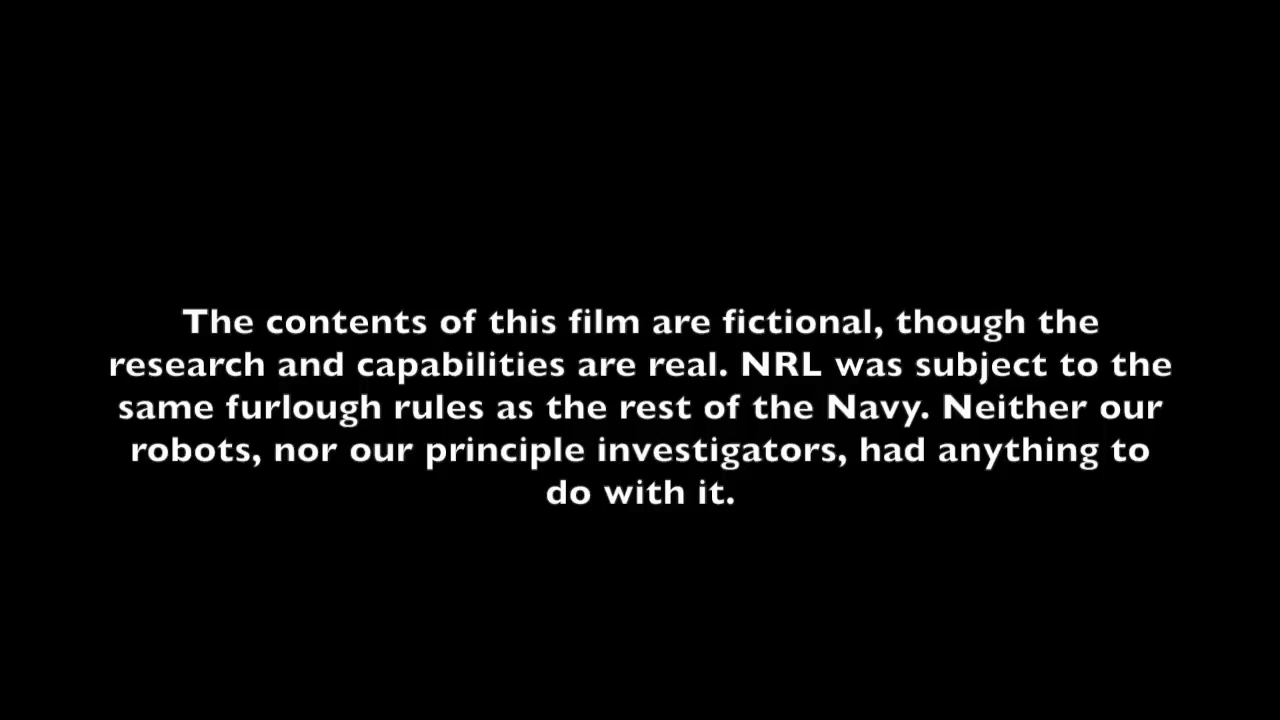 The contents of this film are fictional, though the
research and capabilities are real. NRL was subject to the
same furlough rules as the rest of the Navy. Neither our
robots, nor our principle investigators, had anything to
do with it.